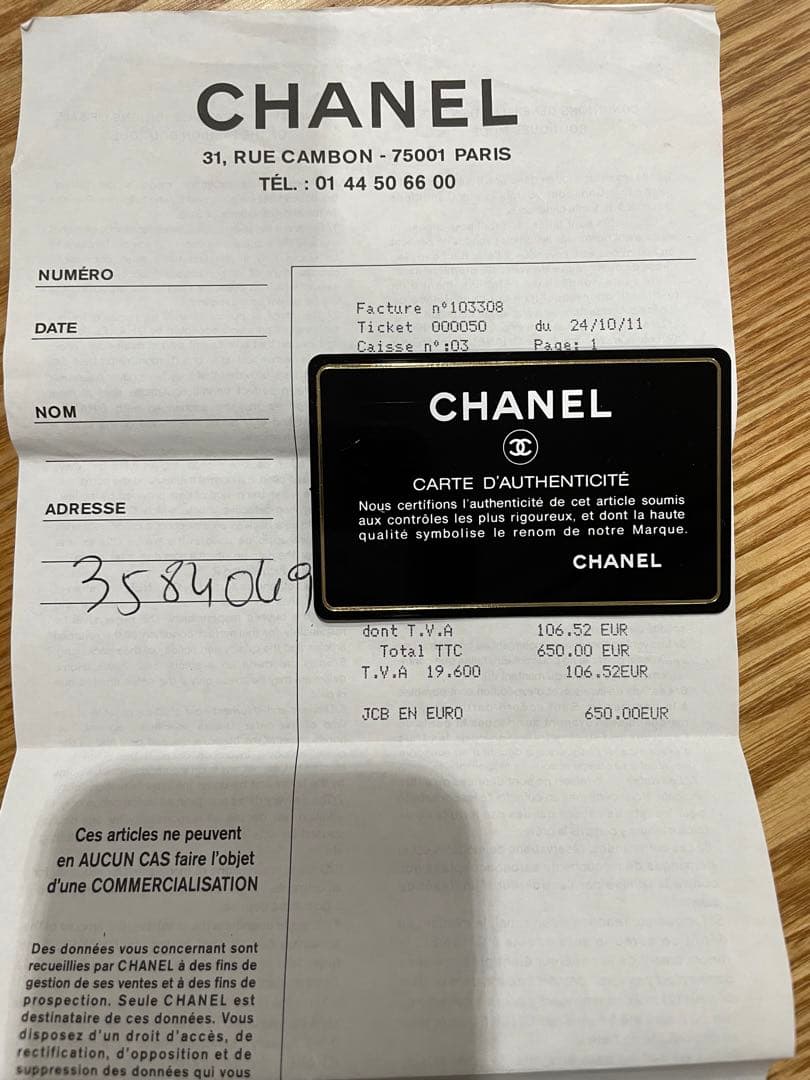 CHANEL
31, RUE CAMBON - 75001 PARIS
TÉL. : 01 44 50 66 00
NUMÉRO
DATE
NOM
ADRESSE
3584049
Facture n°103308
Ticket 000050 du 24/10/11
Caisse n°:03 Page: 1
CHANEL
CARTE D'AUTHENTICITÉ
Nous certifions l'authenticité de cet article soumis
aux contrôles les plus rigoureux, et dont la haute
qualité symbolise le renom de notre Marque.
CHANEL
dont T.V.A 106.52 EUR
Total TTC 650.00 EUR
T.V.A 19.600 106.52EUR
JCB EN EURO 650.00EUR
Ces articles ne peuvent
en AUCUN CAS faire l'objet
d'une COMMERCIALISATION
Des données vous concernant sont
recueillies par CHANEL à des fins de
gestion de ses ventes et à des fins de
prospection. Seule CHANEL est
destinataire de ces données. Vous
disposez d'un droit d'accès, de
rectification, d'opposition et de
suppression des données qui vous